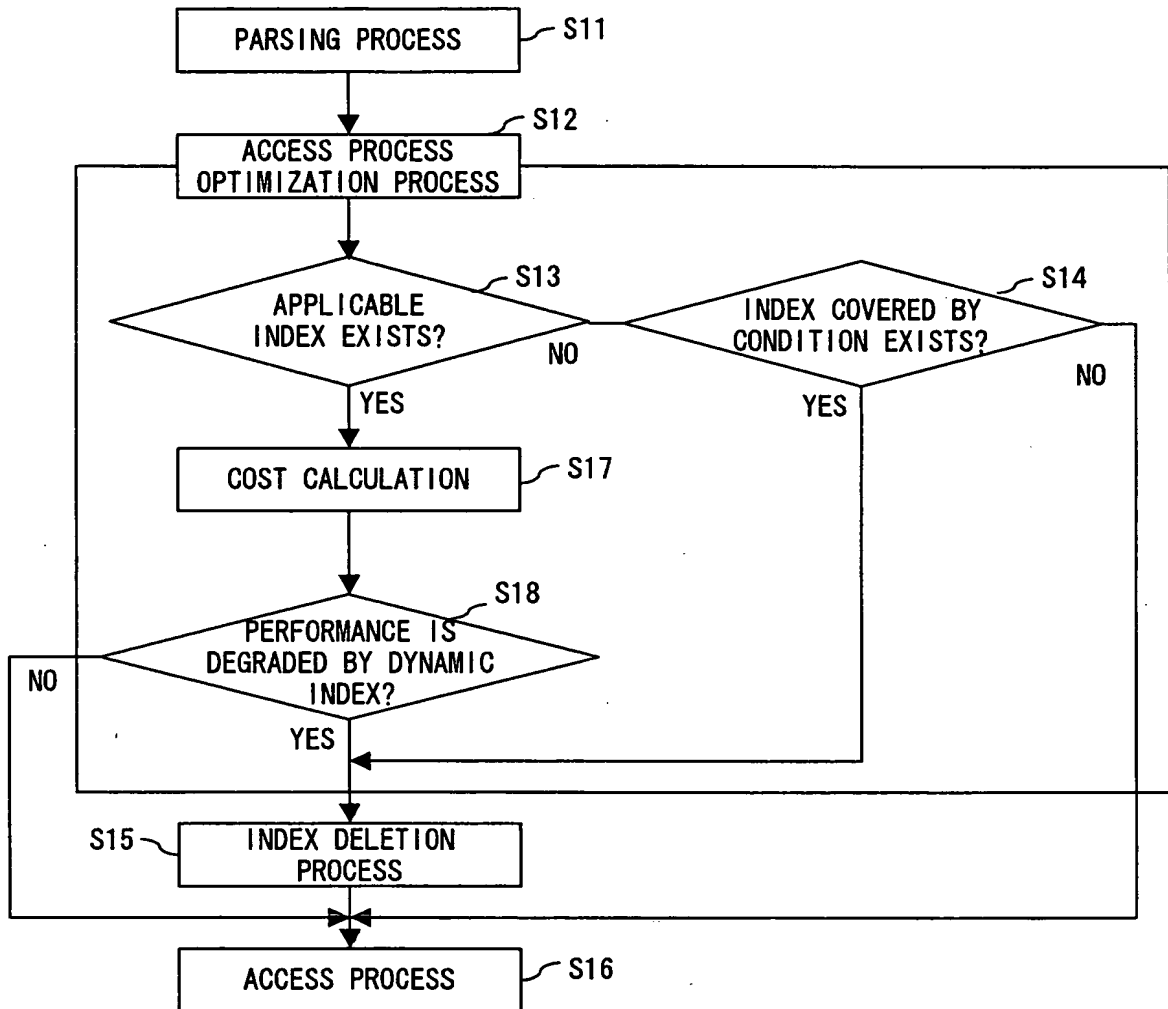 PARSING PROCESS
S11
S12
ACCESS PROCESS
OPTIMIZATION PROCESS
S13
APPLICABLE
INDEX EXISTS?
NO
YES
S14
INDEX COVERED BY
CONDITION EXISTS?
NO
YES
COST CALCULATION
S17
S18
PERFORMANCE IS
DEGRADED BY DYNAMIC
INDEX?
NO
YES
S15
INDEX DELETION
PROCESS
ACCESS PROCESS
S16